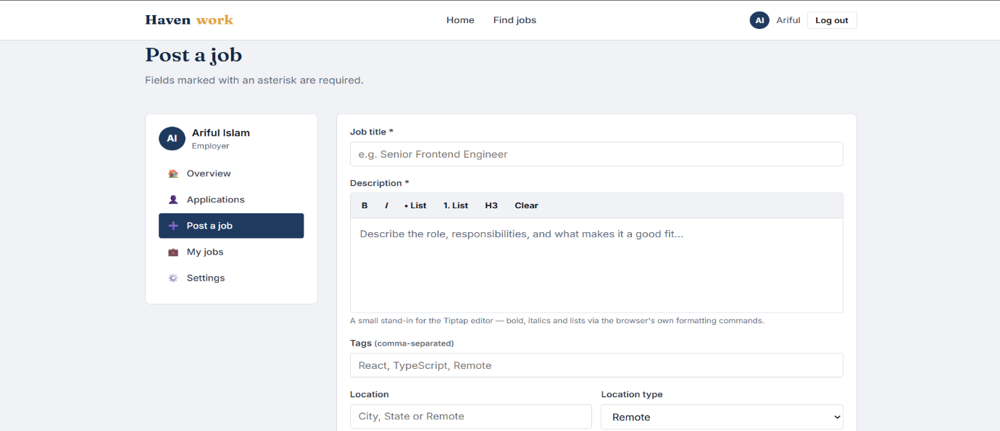 Haven work
Home
Find jobs
AI
Ariful
Log out
Post a job
Fields marked with an asterisk are required.
AI
Ariful Islam
Employer
Overview
Applications
Post a job
My jobs
Settings
Job title *
e.g. Senior Frontend Engineer
Description *
B I • List 1. List H3 Clear
Describe the role, responsibilities, and what makes it a good fit...
A small stand-in for the Tiptap editor — bold, italics and lists via the browser's own formatting commands.
Tags (comma-separated)
React, TypeScript, Remote
Location
City, State or Remote
Location type
Remote